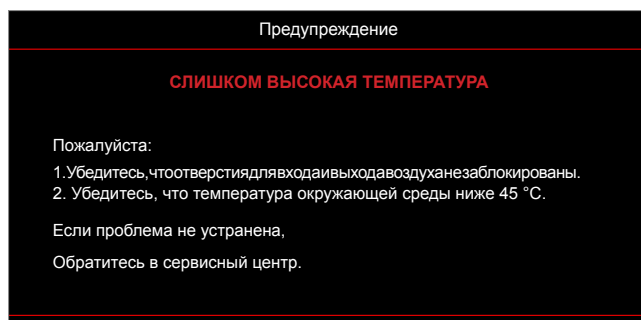 Предупреждение
СЛИШКОМ ВЫСОКАЯ ТЕМПЕРАТУРА
Пожалуйста:
1.Убедитесь,чтоотверстиядлявходаивыходавоздуханезаблокированы.
2. Убедитесь, что температура окружающей среды ниже 45 °C.
Если проблема не устранена,
Обратитесь в сервисный центр.